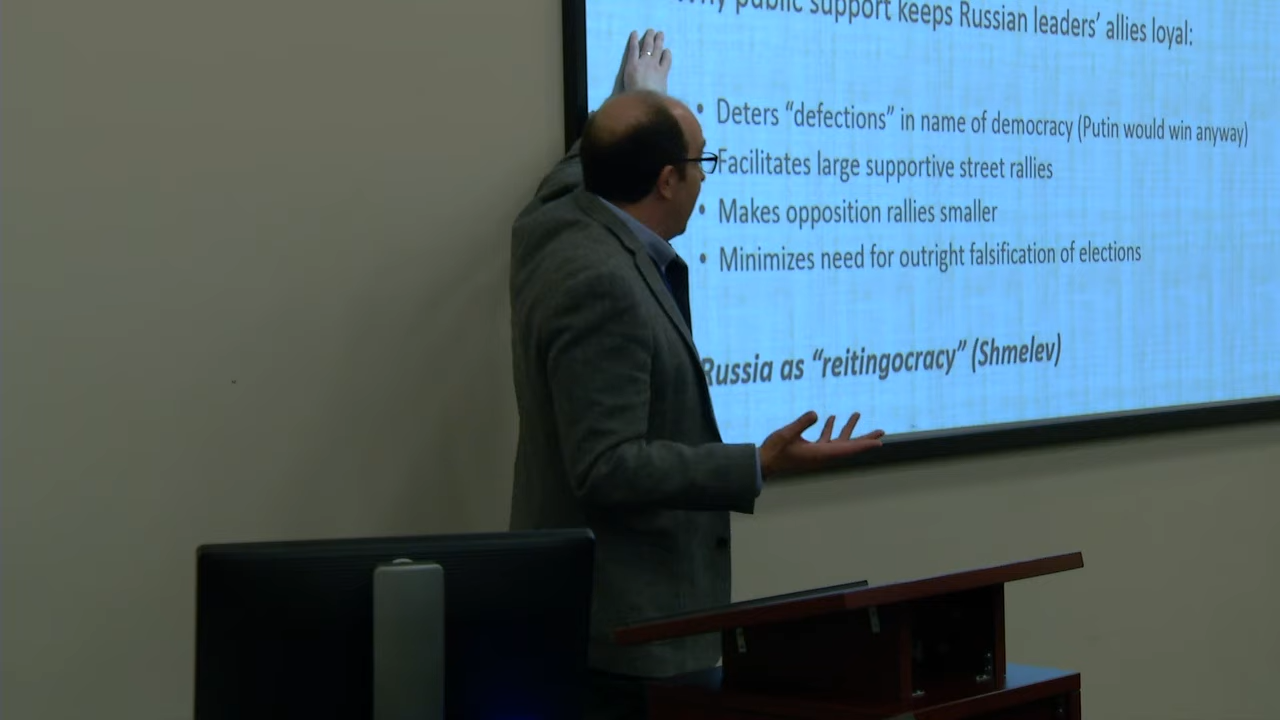 Why public support keeps Russian leaders' allies loyal:
• Deters “defections” in name of democracy (Putin would win anyway)
Facilitates large supportive street rallies
• Makes opposition rallies smaller
• Minimizes need for outright falsification of elections
Russia as “reitingocracy” (Shmelev)